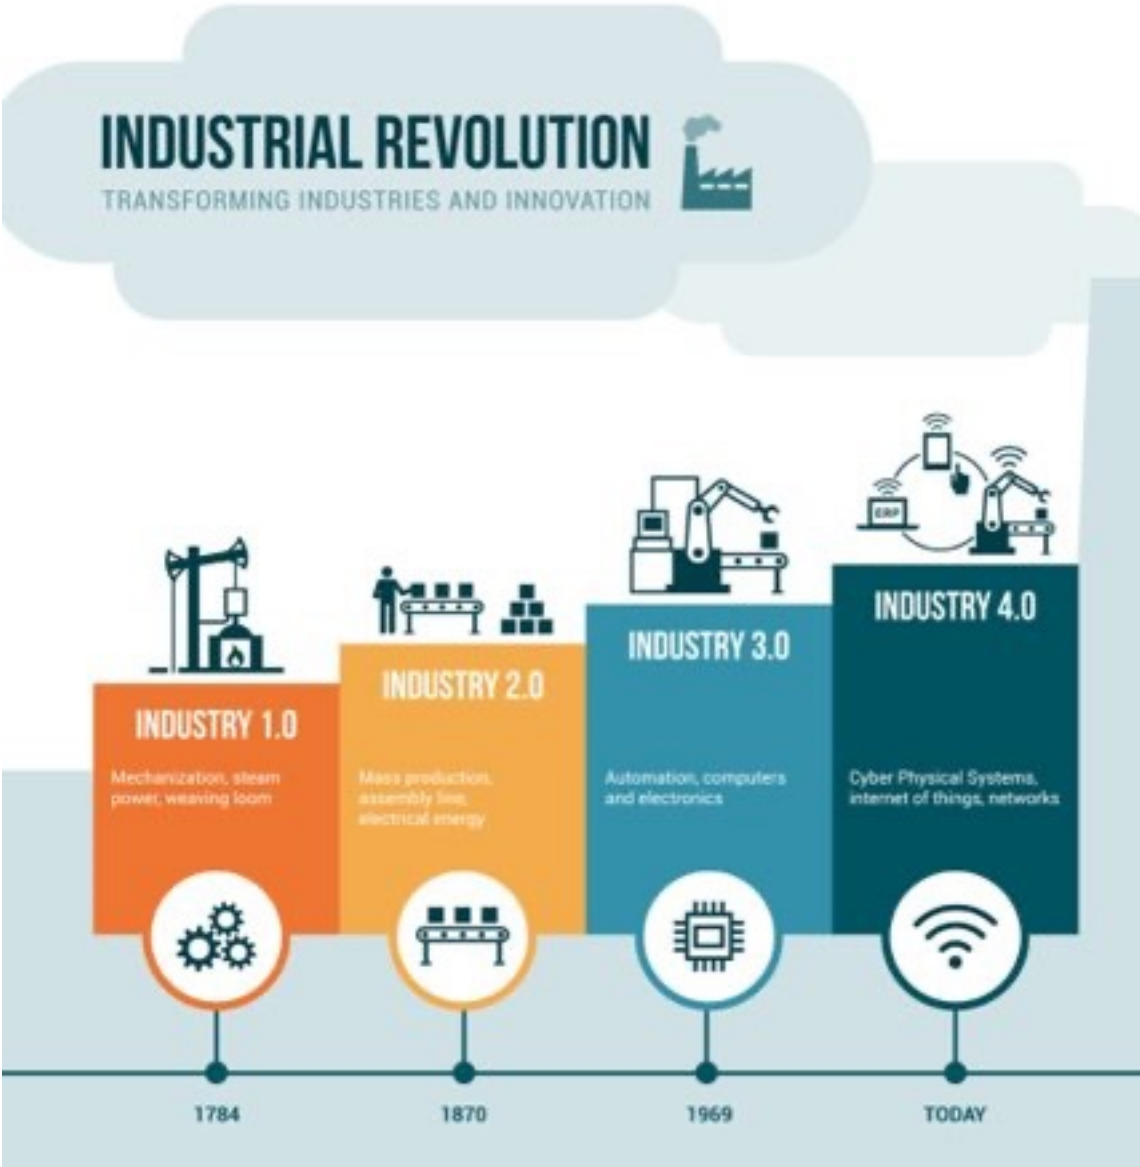 INDUSTRIAL REVOLUTION
TRANSFORMING INDUSTRIES AND INNOVATION
ERP
INDUSTRY 1.0
Mechanization, steam
power, weaving loom
INDUSTRY 2.0
Mass production,
assembly line,
electrical energy
INDUSTRY 3.0
Automation, computers
and electronics
INDUSTRY 4.0
Cyber Physical Systems,
internet of things, networks
1784
1870
1969
TODAY